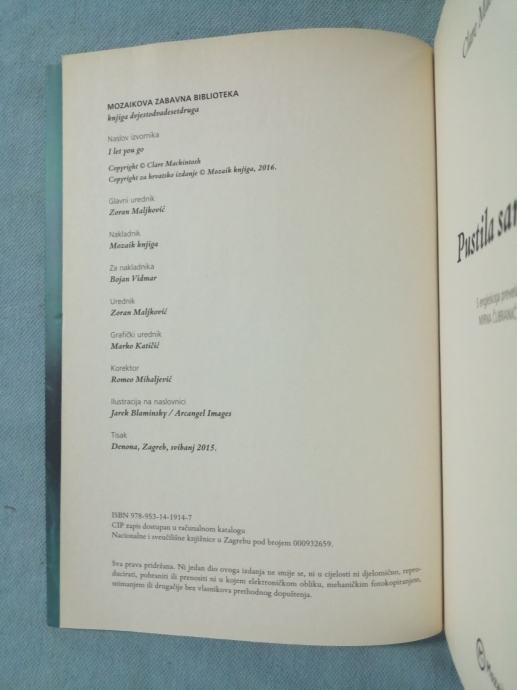 MOZAIKOVA ZABAVNA BIBLIOTEKA
knjiga dvjestodvadesetdruga
Naslov izvornika
I let you go
Copyright © Clare Mackintosh
Copyright za hrvatsko izdanje © Mozaik knjiga, 2016.
Glavni urednik
Zoran Maljković
Nakladnik
Mozaik knjiga
Za nakladnika
Bojan Vidmar
Urednik
Zoran Maljković
Grafički urednik
Marko Katičić
Korektor
Romeo Mihaljević
Ilustracija na naslovnici
Jarek Blaminsky / Arcangel Images
Tisak
Denona, Zagreb, svibanj 2015.
ISBN 978-953-14-1914-7
CIP zapis dostupan u računalnom katalogu
Nacionalne i sveučilišne knjižnice u Zagrebu pod brojem 000932659.
Sva prava pridržana. Ni jedan dio ovoga izdanja ne smije se, ni u cijelosti ni djelomično, repro-
ducirati, pohraniti ili prenositi ni u kojem elektroničkom obliku, mehaničkim fotokopiranjem,
snimanjem ili drugačije bez vlasnikova prethodnog dopuštenja.
Clare
Pustila
S engleskoga
MIRNA ČUBRANIĆ